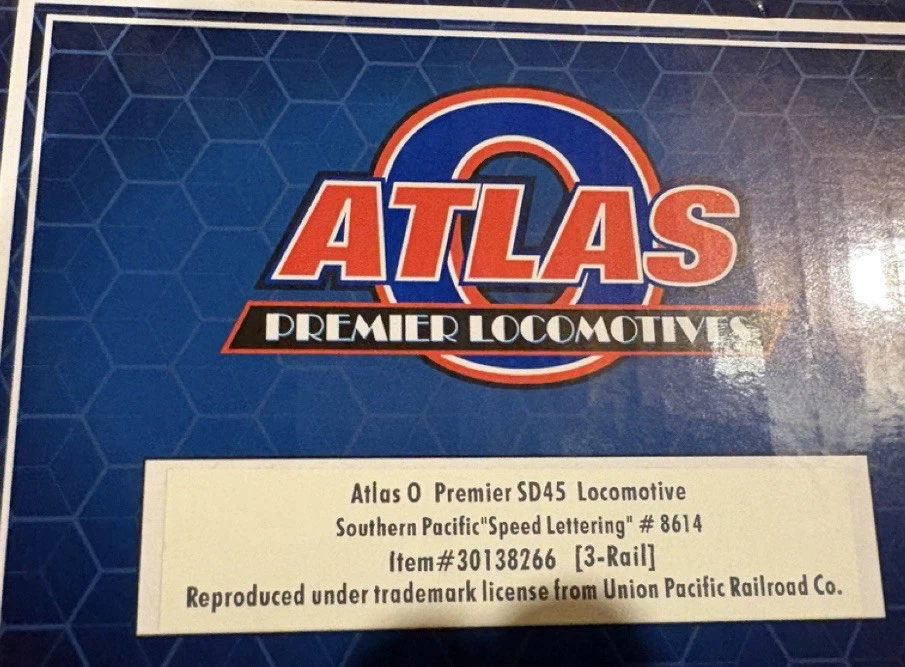 ATLAS O
PREMIER LOCOMOTIVES
Atlas O Premier SD45 Locomotive
Southern Pacific"Speed Lettering" # 8614
Item#30138266 [3-Rail]
Reproduced under trademark license from Union Pacific Railroad Co.